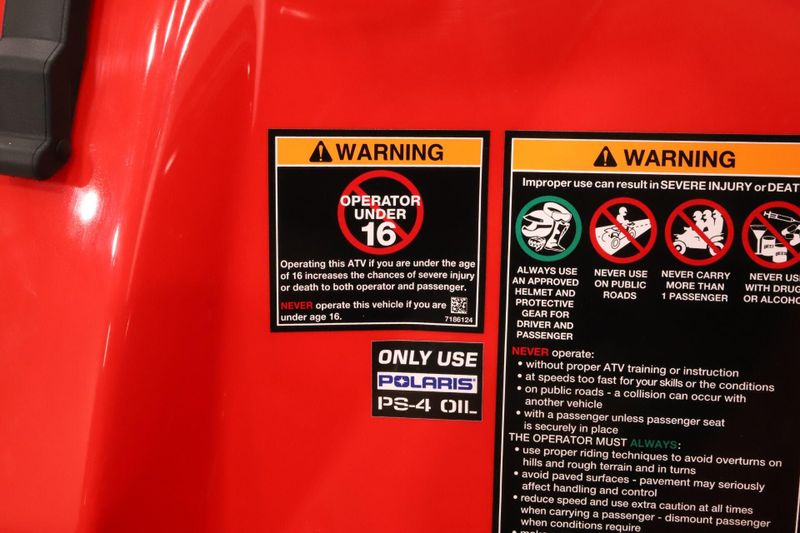 WARNING
OPERATOR
UNDER
16
Operating this ATV if you are under the age
of 16 increases the chances of severe injury
or death to both operator and passenger.
NEVER operate this vehicle if you are
under age 16.
7186124
ONLY USE
POLARIS
PS-4 OIL
WARNING
Improper use can result in SEVERE INJURY or DEAT
ALWAYS USE
AN APPROVED
HELMET AND
PROTECTIVE
GEAR FOR
DRIVER AND
PASSENGER
NEVER USE
ON PUBLIC
ROADS
NEVER CARRY
MORE THAN
1 PASSENGER
NEVER US
WITH DRUG
OR ALCOHO
NEVER operate:
• without proper ATV training or instruction
• at speeds too fast for your skills or the conditions
• on public roads - a collision can occur with
another vehicle
• with a passenger unless passenger seat
is securely in place
THE OPERATOR MUST ALWAYS:
• use proper riding techniques to avoid overturns on
hills and rough terrain and in turns
• avoid paved surfaces - pavement may seriously
affect handling and control
• reduce speed and use extra caution at all times
when carrying a passenger - dismount passenger
when conditions require